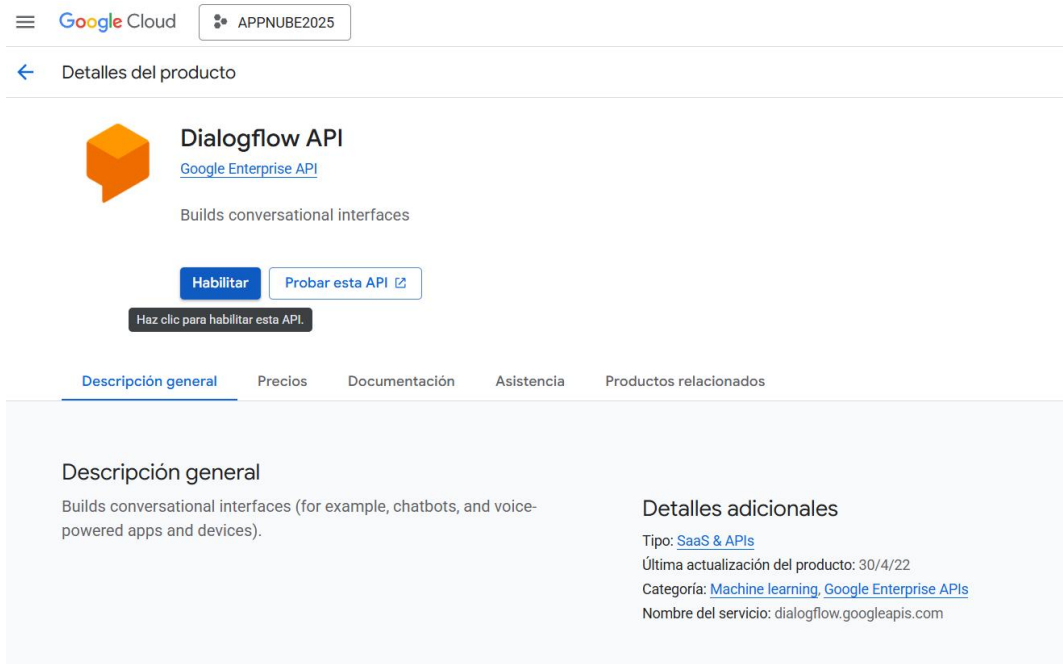 Google Cloud
APPNUBE2025
Detalles del producto
Dialogflow API
Google Enterprise API
Builds conversational interfaces
Habilitar
Probar esta API
Haz clic para habilitar esta API.
Descripción general
Precios
Documentación
Asistencia
Productos relacionados
Descripción general
Builds conversational interfaces (for example, chatbots, and voice-
powered apps and devices).
Detalles adicionales
Tipo: SaaS & APIs
Última actualización del producto: 30/4/22
Categoría: Machine learning, Google Enterprise APIs
Nombre del servicio: dialogflow.googleapis.com